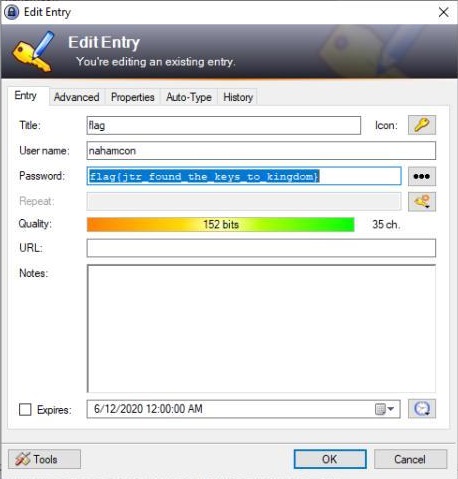 Edit Entry
Edit Entry
You're editing an existing entry.
Entry Advanced Properties Auto-Type History
Title: flag Icon:
User name: nahamcon
Password: flag{jtr_found_the_keys_to_kingdom}
Repeat:
Quality: 152 bits 35 ch.
URL:
Notes:
Expires: 6/12/2020 12:00:00 AM
Tools OK Cancel